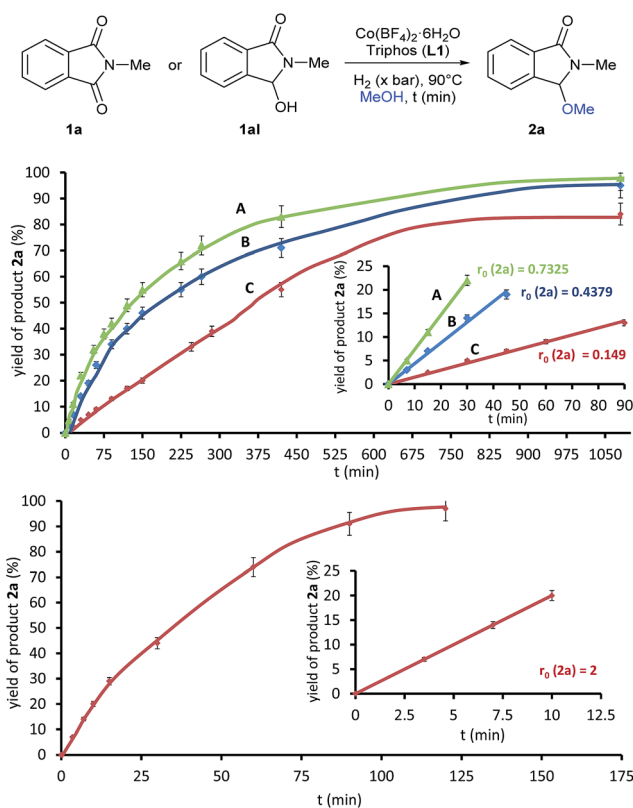 O
N–Me
O
1a
or
O
N–Me
OH
1al
Co(BF₄)₂·6H₂O
Triphos (L1)
H₂ (x bar), 90°C
MeOH, t (min)
O
N–Me
OMe
2a
yield of product 2a (%)
100
90
80
70
60
50
40
30
20
10
0
A
B
C
0 75 150 225 300 375 450 525 600 675 750 825 900 975 1050
t (min)
yield of product 2a (%)
25
20
15
10
5
0
A
B
C
r₀ (2a) = 0.7325
r₀ (2a) = 0.4379
r₀ (2a) = 0.149
0 10 20 30 40 50 60 70 80 90
t (min)
yield of product 2a (%)
100
90
80
70
60
50
40
30
20
10
0
0 25 50 75 100 125 150 175
t (min)
yield of product 2a (%)
25
20
15
10
5
0
r₀ (2a) = 2
0 2.5 5 7.5 10 12.5
t (min)